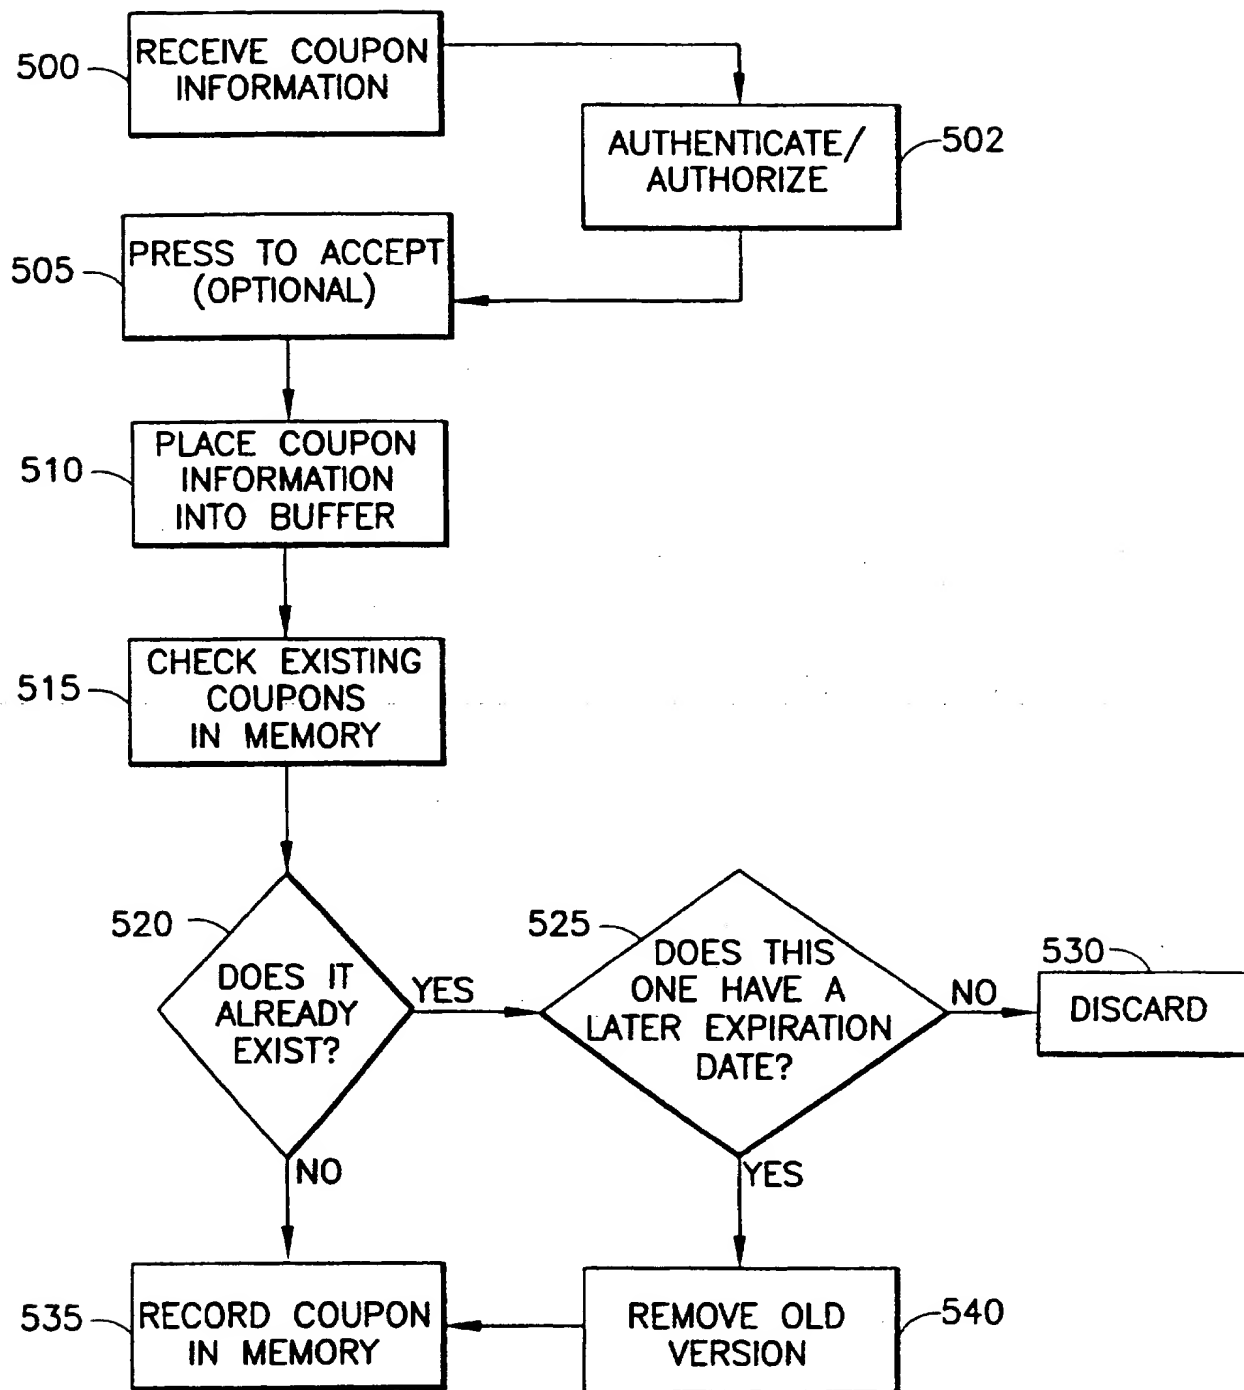 500
RECEIVE COUPON
INFORMATION
AUTHENTICATE/
AUTHORIZE
502
505
PRESS TO ACCEPT
(OPTIONAL)
510
PLACE COUPON
INFORMATION
INTO BUFFER
515
CHECK EXISTING
COUPONS
IN MEMORY
520
DOES IT
ALREADY
EXIST?
YES
NO
525
DOES THIS
ONE HAVE A
LATER EXPIRATION
DATE?
NO
YES
530
DISCARD
535
RECORD COUPON
IN MEMORY
REMOVE OLD
VERSION
540